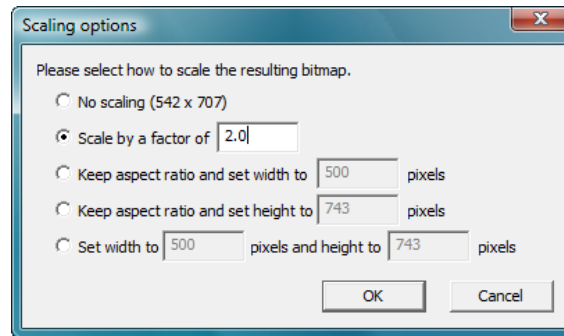 Scaling options
Please select how to scale the resulting bitmap.
No scaling (542 x 707)
Scale by a factor of 2.0
Keep aspect ratio and set width to 500 pixels
Keep aspect ratio and set height to 743 pixels
Set width to 500 pixels and height to 743 pixels
OK Cancel